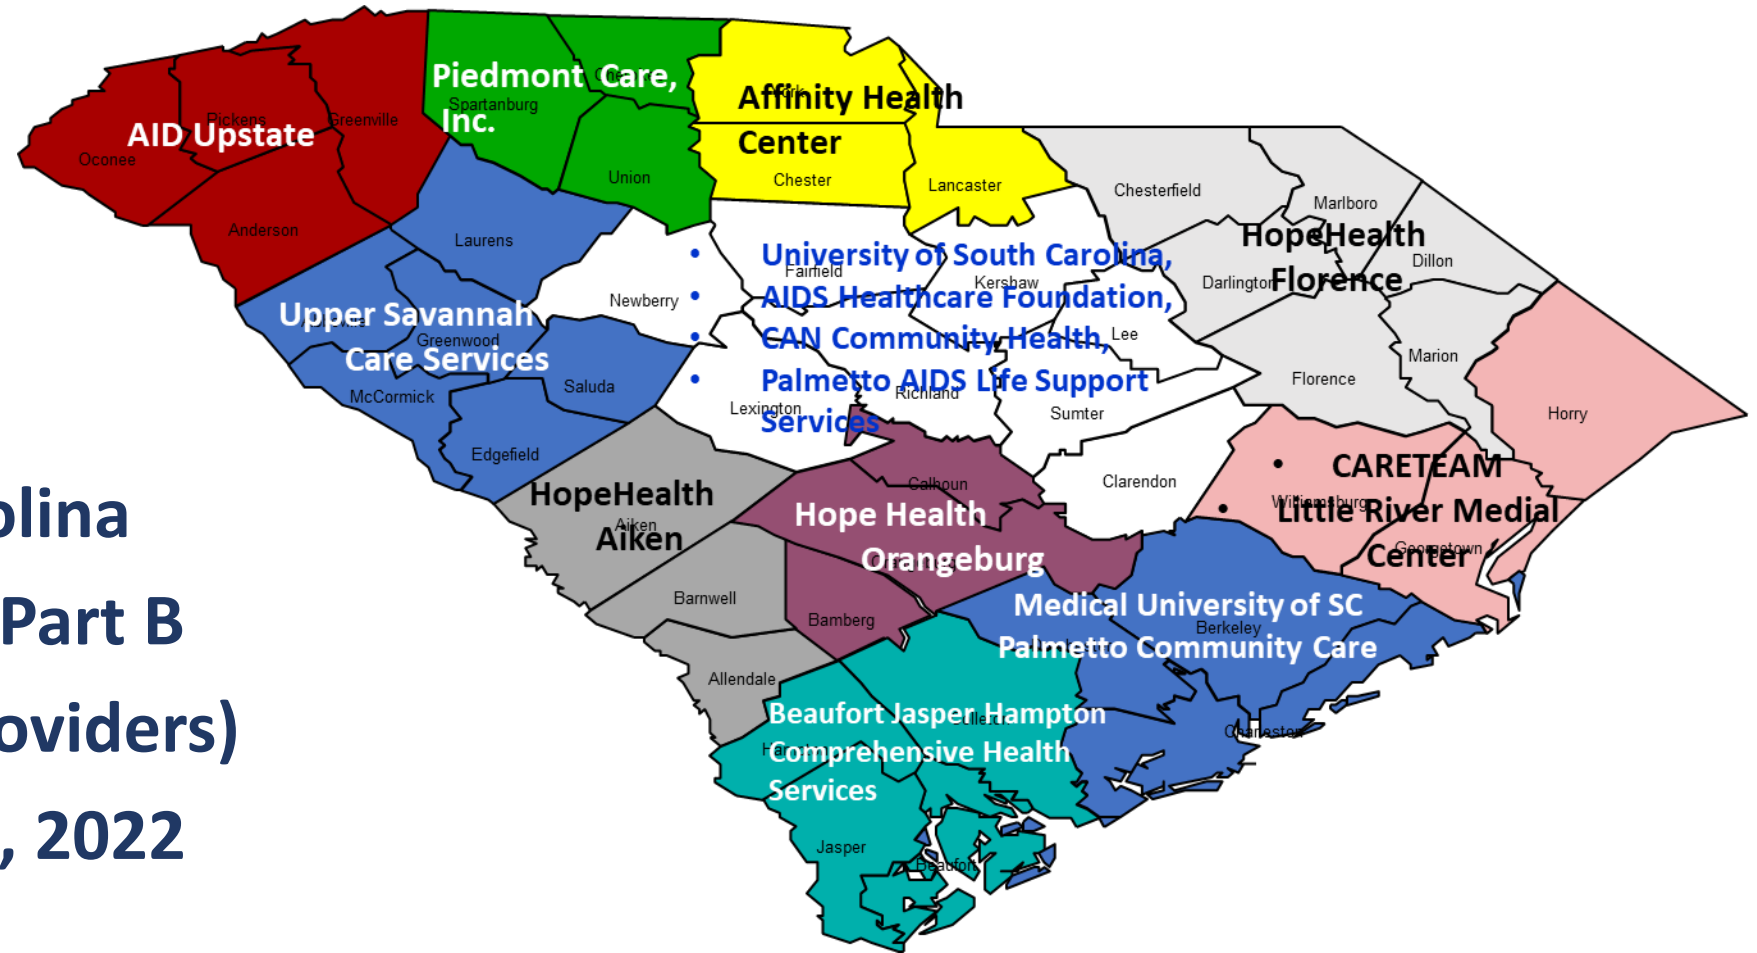 Piedmont Care,
Inc.
Spartanburg
Union
AID Upstate
Pickens
Greenville
Oconee
Anderson
Affinity Health
Center
York
Chester
Lancaster
Laurens
Upper Savannah
Care Services
Greenwood
McCormick
Saluda
Edgefield
Newberry
• University of South Carolina,
• AIDS Healthcare Foundation,
• CAN Community Health,
• Palmetto AIDS Life Support
Services
Fairfield
Kershaw
Lee
Lexington
Richland
Sumter
Clarendon
Chesterfield
Marlboro
HopeHealth
Florence
Darlington
Dillon
Marion
Florence
Horry
• CARETEAM
• Little River Medial
Center
Williamsburg
Georgetown
HopeHealth
Aiken
Aiken
Barnwell
Allendale
Hope Health
Orangeburg
Calhoun
Bamberg
Medical University of SC
Palmetto Community Care
Berkeley
Charleston
Beaufort Jasper Hampton
Comprehensive Health
Services
Jasper
Beaufort
olina
Part B
oviders)
, 2022